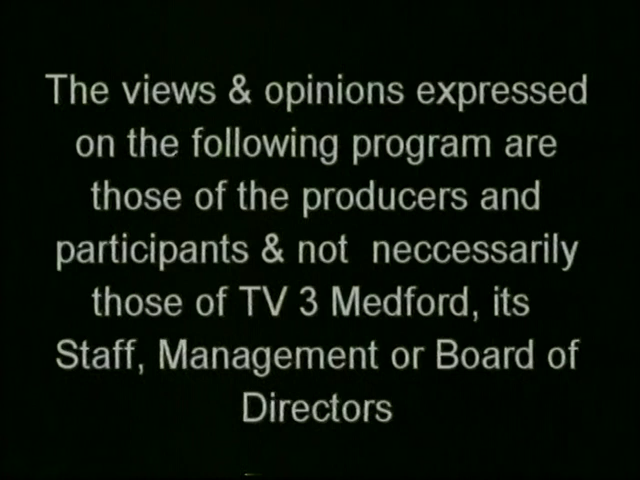 The views & opinions expressed
on the following program are
those of the producers and
participants & not  neccessarily
those of TV 3 Medford, its
Staff, Management or Board of
Directors